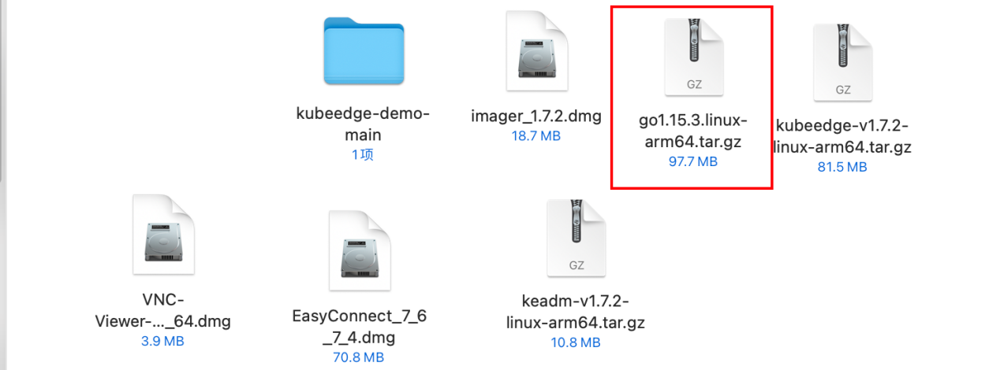 kubeedge-demo-
main
1项
imager_1.7.2.dmg
18.7 MB
GZ
go1.15.3.linux-
arm64.tar.gz
97.7 MB
GZ
kubeedge-v1.7.2-
linux-arm64.tar.gz
81.5 MB
VNC-
Viewer-..._64.dmg
3.9 MB
EasyConnect_7_6
_7_4.dmg
70.8 MB
GZ
keadm-v1.7.2-
linux-arm64.tar.gz
10.8 MB